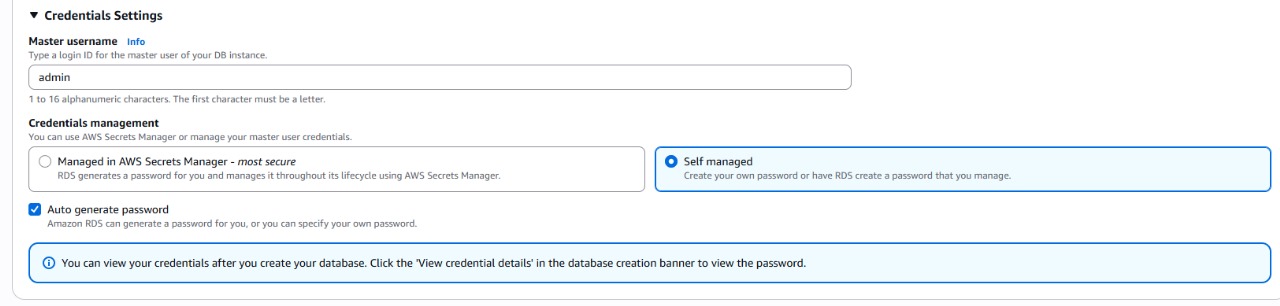 Credentials Settings
Master username Info
Type a login ID for the master user of your DB instance.
admin
1 to 16 alphanumeric characters. The first character must be a letter.
Credentials management
You can use AWS Secrets Manager or manage your master user credentials.
Managed in AWS Secrets Manager - most secure
RDS generates a password for you and manages it throughout its lifecycle using AWS Secrets Manager.
Self managed
Create your own password or have RDS create a password that you manage.
Auto generate password
Amazon RDS can generate a password for you, or you can specify your own password.
You can view your credentials after you create your database. Click the 'View credential details' in the database creation banner to view the password.